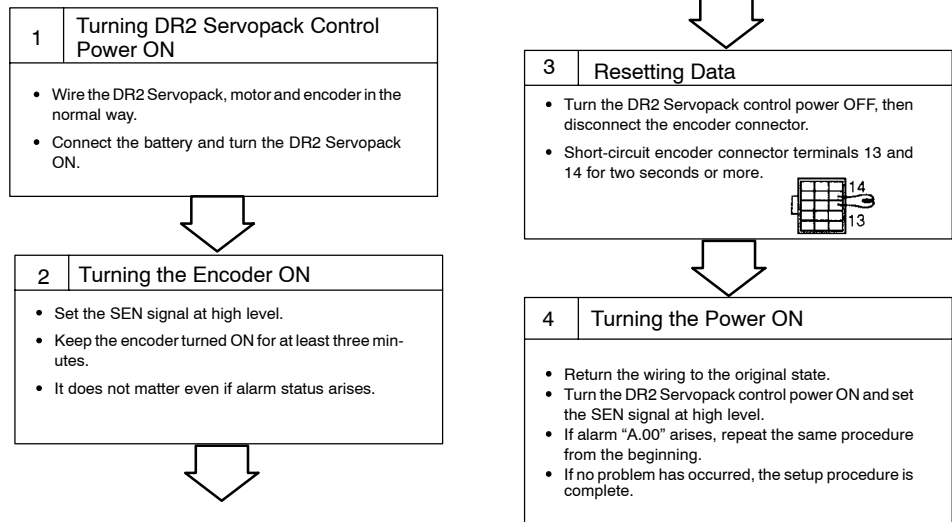 1
Turning DR2 Servopack Control
Power ON
• Wire the DR2 Servopack, motor and encoder in the
normal way.
• Connect the battery and turn the DR2 Servopack
ON.
2
Turning the Encoder ON
• Set the SEN signal at high level.
• Keep the encoder turned ON for at least three min-
utes.
• It does not matter even if alarm status arises.
3
Resetting Data
• Turn the DR2 Servopack control power OFF, then
disconnect the encoder connector.
• Short-circuit encoder connector terminals 13 and
14 for two seconds or more.
14
13
4
Turning the Power ON
• Return the wiring to the original state.
• Turn the DR2 Servopack control power ON and set
the SEN signal at high level.
• If alarm “A.00” arises, repeat the same procedure
from the beginning.
• If no problem has occurred, the setup procedure is
complete.